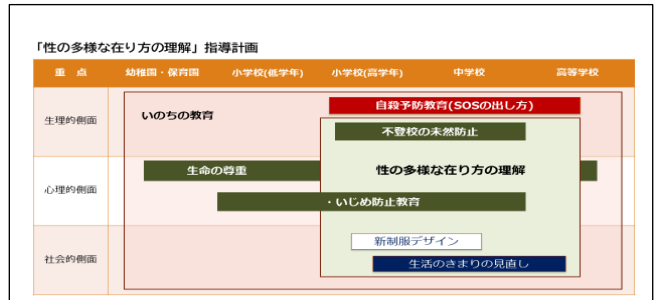 「性の多様な在り方の理解」指導計画
重 点 幼稚園・保育園 小学校(低学年) 小学校(高学年) 中学校 高等学校
自殺予防教育(SOSの出し方)
生理的側面 いのちの教育
不登校の未然防止
生命の尊重 性の多様な在り方の理解
心理的側面
・いじめ防止教育
新制服デザイン
社会的側面 生活のきまりの見直し